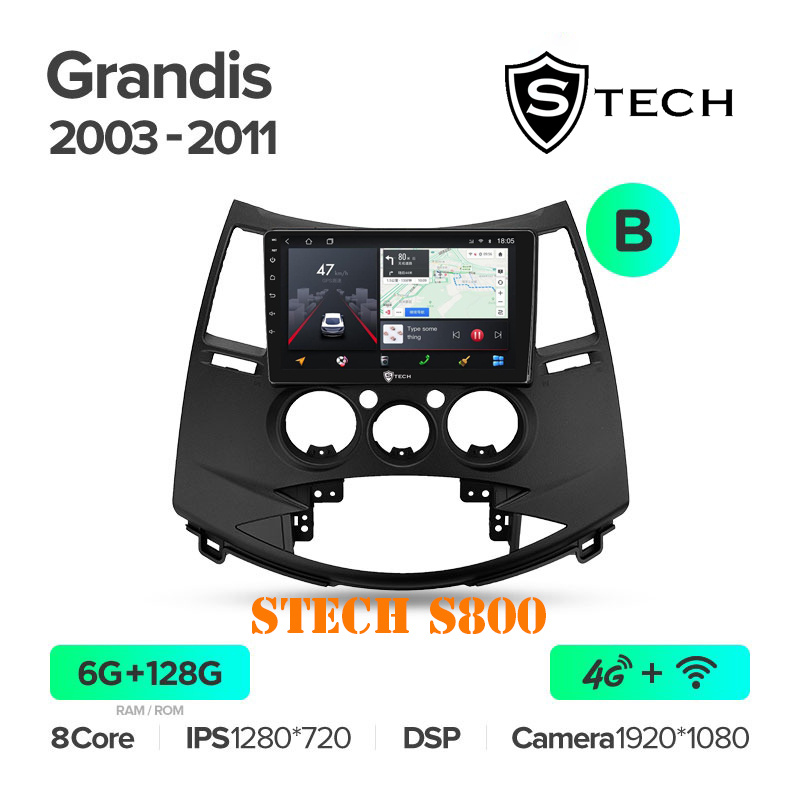 Grandis
2003 - 2011
S TECH
B
18:05
47 km/h
80
Type some
thing
S TECH
STECH S800
6G+128G
RAM / ROM
4G +
8Core
IPS1280*720
DSP
Camera1920*1080